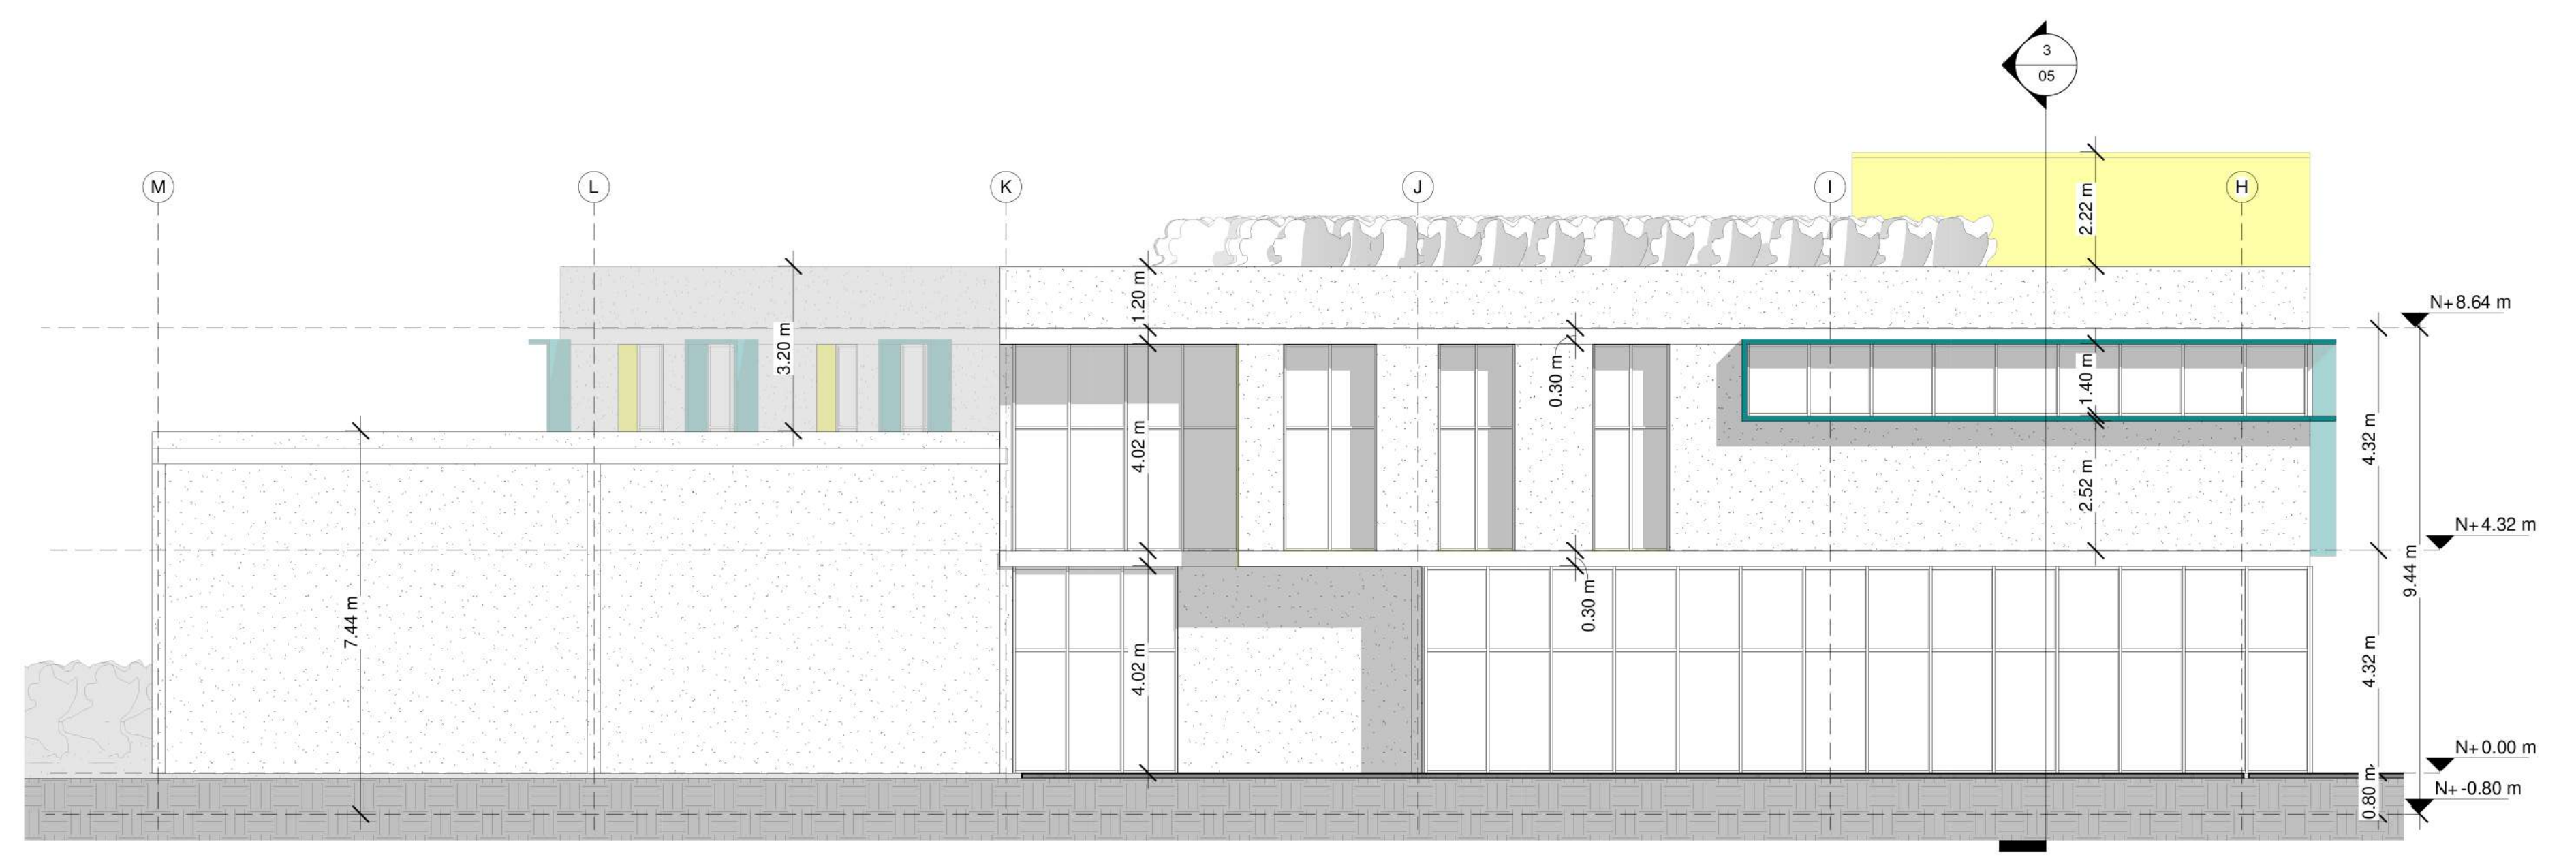 3
05
M
L
K
J
I
H
2.22 m
1.20 m
N+8.64 m
3.20 m
0.30 m
1.40 m
4.02 m
4.32 m
2.52 m
N+4.32 m
9.44 m
7.44 m
0.30 m
4.02 m
4.32 m
N+0.00 m
0.80 m
N+-0.80 m